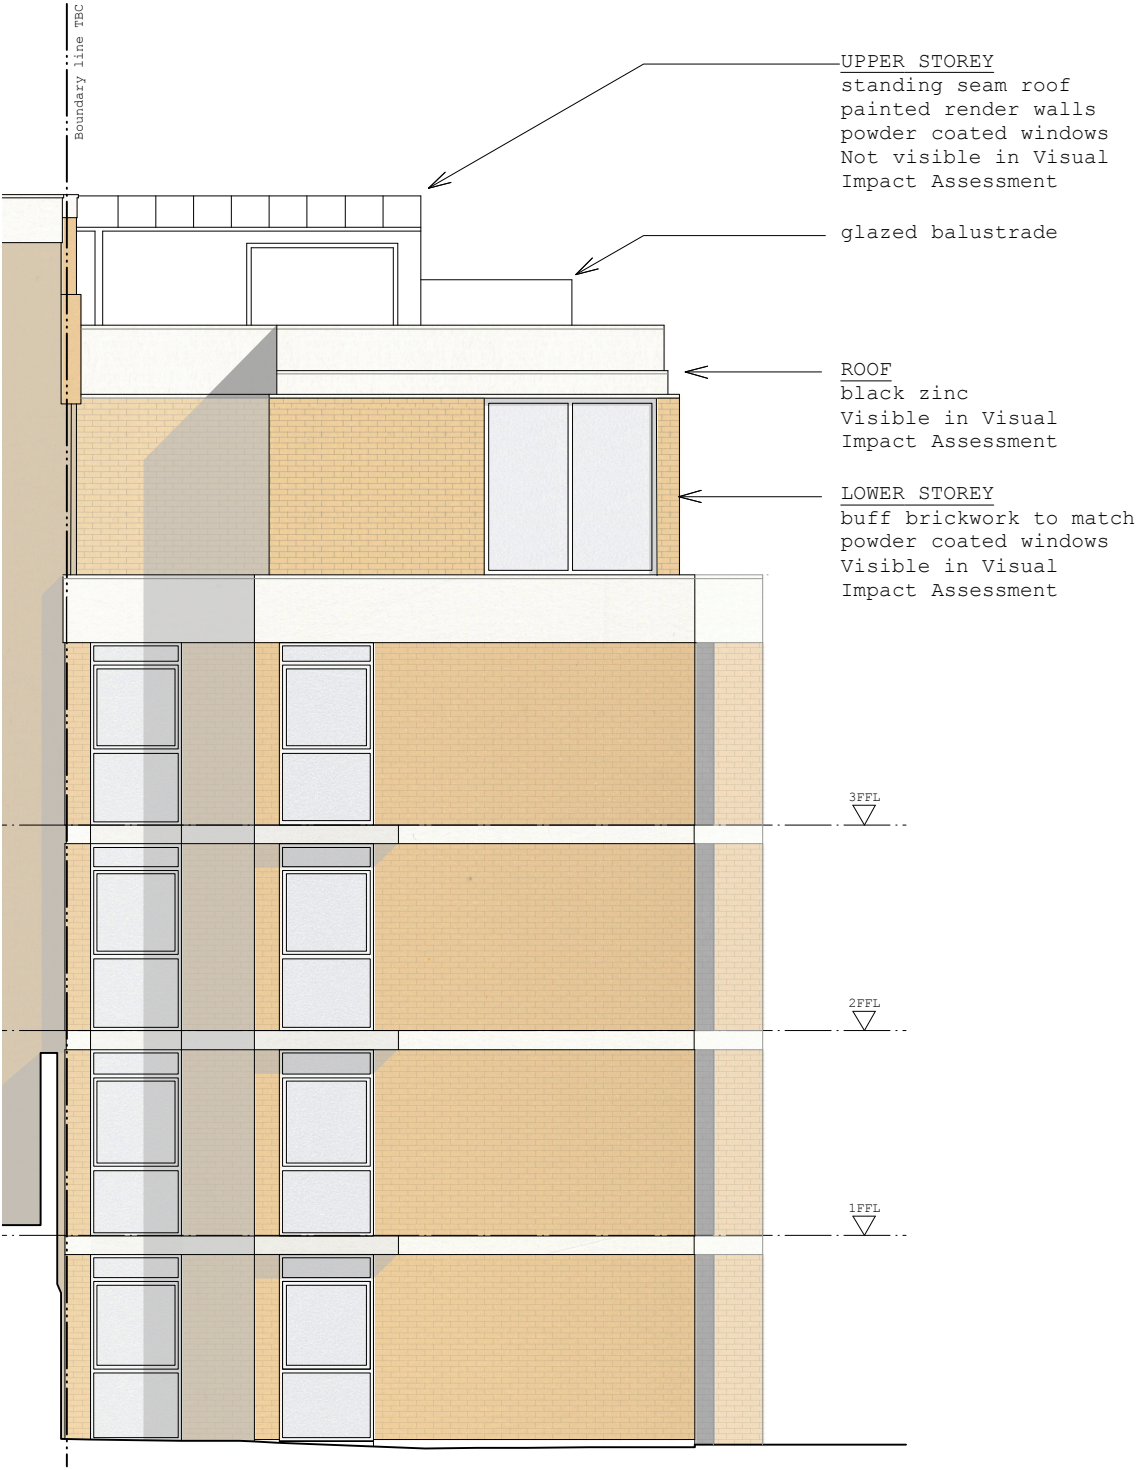 Boundary line TBC
UPPER STOREY
standing seam roof
painted render walls
powder coated windows
Not visible in Visual
Impact Assessment
glazed balustrade
ROOF
black zinc
Visible in Visual
Impact Assessment
LOWER STOREY
buff brickwork to match
powder coated windows
Visible in Visual
Impact Assessment
3FFL
2FFL
1FFL